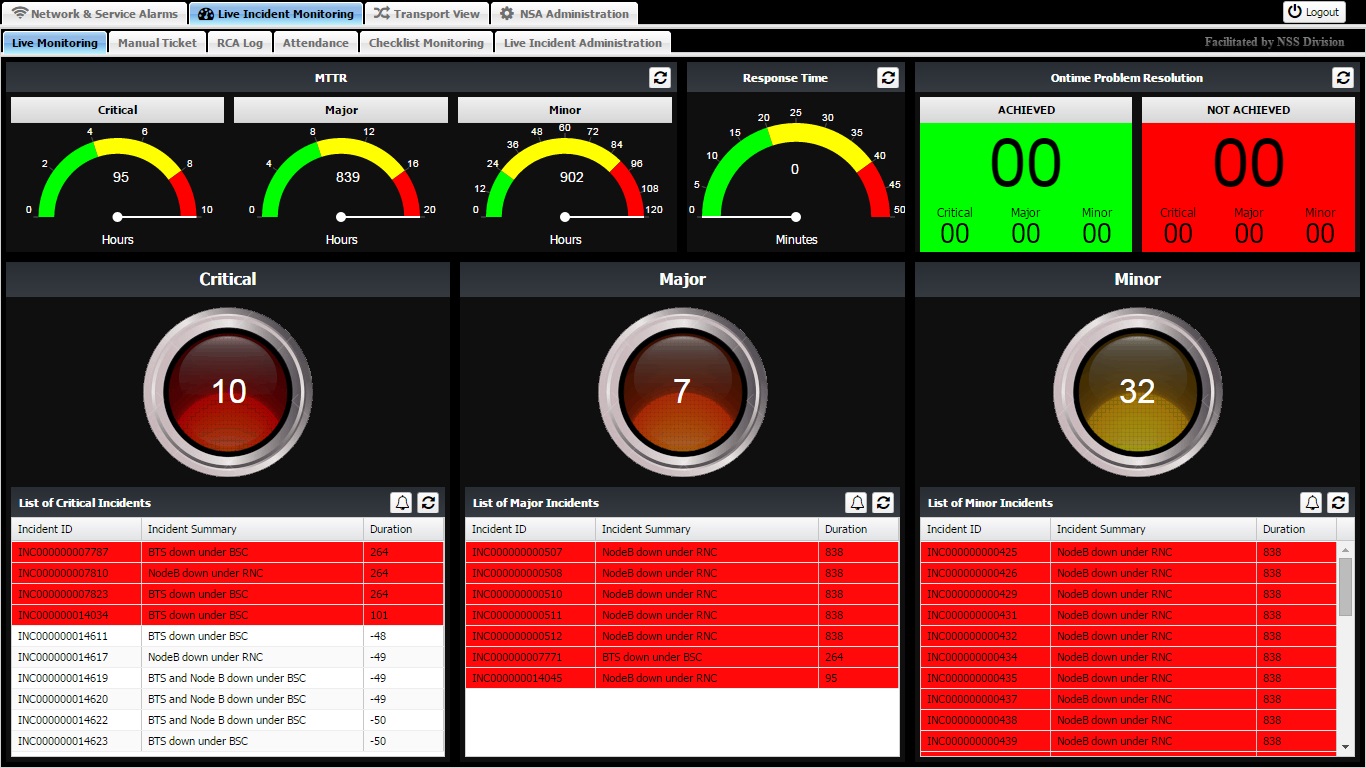 Network & Service Alarms Live Incident Monitoring Transport View NSA Administration Logout
Live Monitoring Manual Ticket RCA Log Attendance Checklist Monitoring Live Incident Administration Facilitated by NSS Division
MTTR
Critical
0 2 4 6 8 10
95
Hours
Major
0 4 8 12 16 20
839
Hours
Minor
0 12 24 36 48 60 72 84 96 108 120
902
Hours
Response Time
0 5 10 15 20 25 30 35 40 45 50
0
Minutes
Ontime Problem Resolution
ACHIEVED
00
Critical Major Minor
00 00 00
NOT ACHIEVED
00
Critical Major Minor
00 00 00
Critical
10
List of Critical Incidents
Incident ID Incident Summary Duration
INC000000007787 BTS down under BSC 264
INC000000007810 NodeB down under RNC 264
INC000000007823 BTS down under BSC 264
INC000000014034 BTS down under BSC 101
INC000000014611 BTS down under BSC -48
INC000000014617 NodeB down under RNC -49
INC000000014619 BTS and Node B down under BSC -49
INC000000014620 BTS and Node B down under BSC -49
INC000000014622 BTS and Node B down under BSC -50
INC000000014623 BTS down under BSC -50
Major
7
List of Major Incidents
Incident ID Incident Summary Duration
INC000000000507 NodeB down under RNC 838
INC000000000508 NodeB down under RNC 838
INC000000000510 NodeB down under RNC 838
INC000000000511 NodeB down under RNC 838
INC000000000512 NodeB down under RNC 838
INC000000007771 BTS down under BSC 264
INC000000014045 NodeB down under RNC 95
Minor
32
List of Minor Incidents
Incident ID Incident Summary Duration
INC000000000425 NodeB down under RNC 838
INC000000000426 NodeB down under RNC 838
INC000000000429 NodeB down under RNC 838
INC000000000431 NodeB down under RNC 838
INC000000000432 NodeB down under RNC 838
INC000000000434 NodeB down under RNC 838
INC000000000435 NodeB down under RNC 838
INC000000000437 NodeB down under RNC 838
INC000000000438 NodeB down under RNC 838
INC000000000439 NodeB down under RNC 838